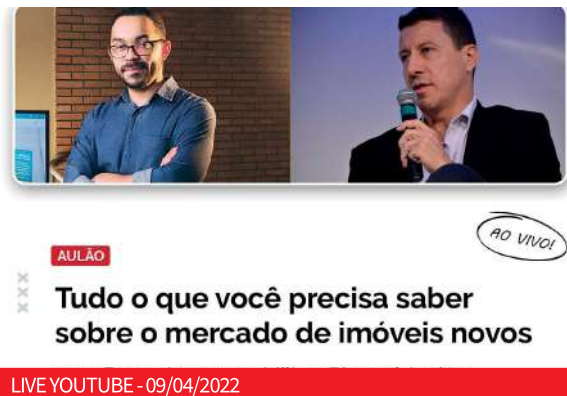 AO VIVO!
AULÃO
Tudo o que você precisa saber
sobre o mercado de imóveis novos
LIVE YOUTUBE - 09/04/2022